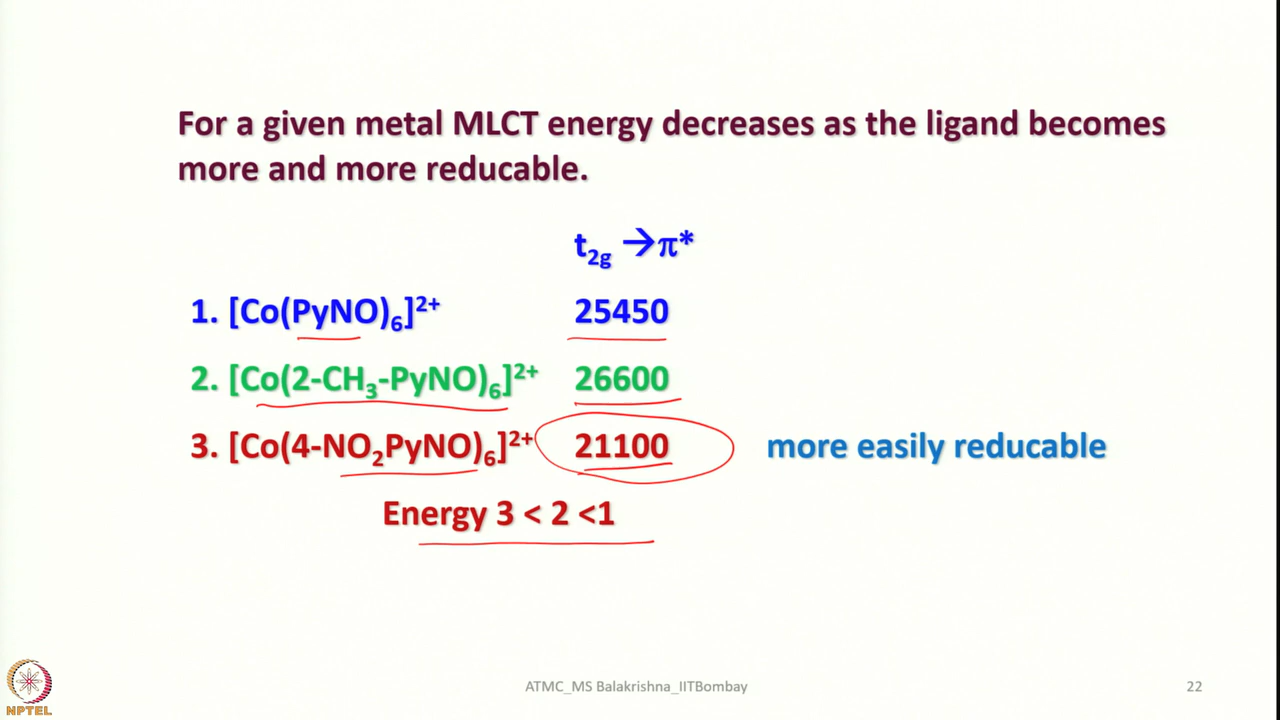 For a given metal MLCT energy decreases as the ligand becomes
more and more reducable.
t₂g →π*
1. [Co(PyNO)₆]²⁺ 25450
2. [Co(2-CH₃-PyNO)₆]²⁺ 26600
3. [Co(4-NO₂PyNO)₆]²⁺ 21100 more easily reducable
Energy 3 < 2 <1
NPTEL
ATMC_MS Balakrishna_IITBombay
22